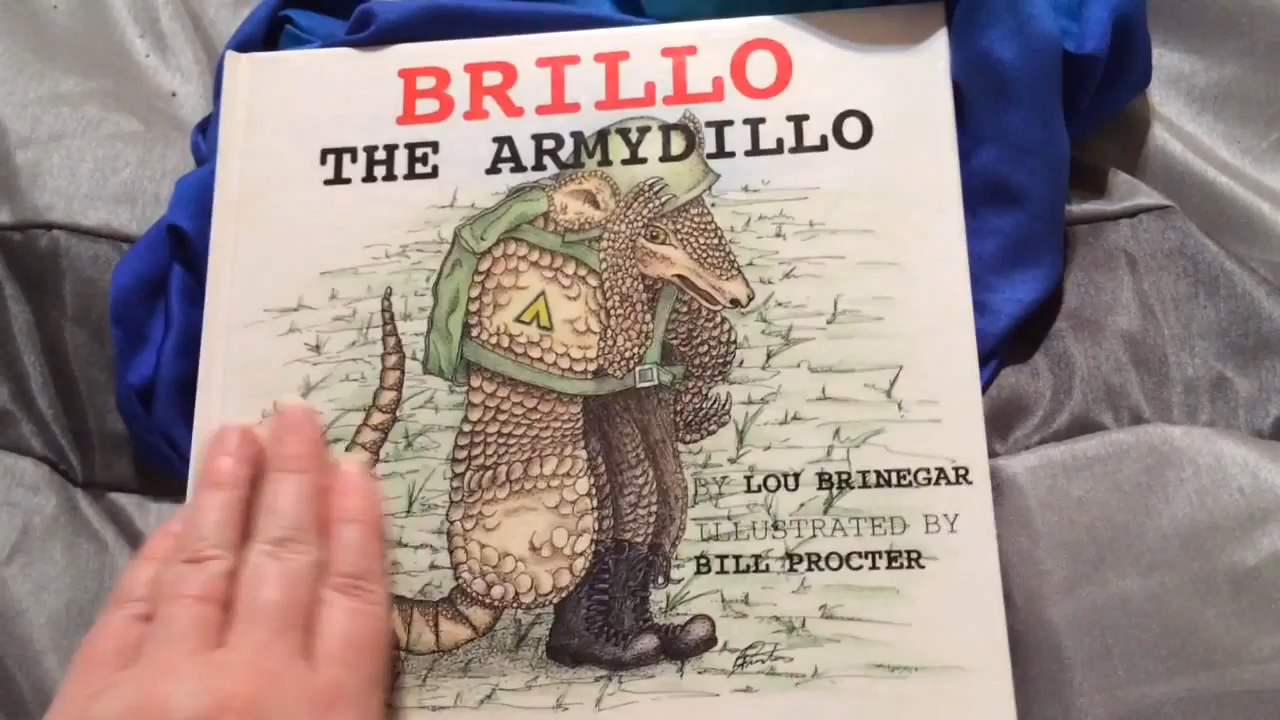 BRILLO
THE ARMYDILLO
BY LOU BRINEGAR
ILLUSTRATED BY
BILL PROCTER